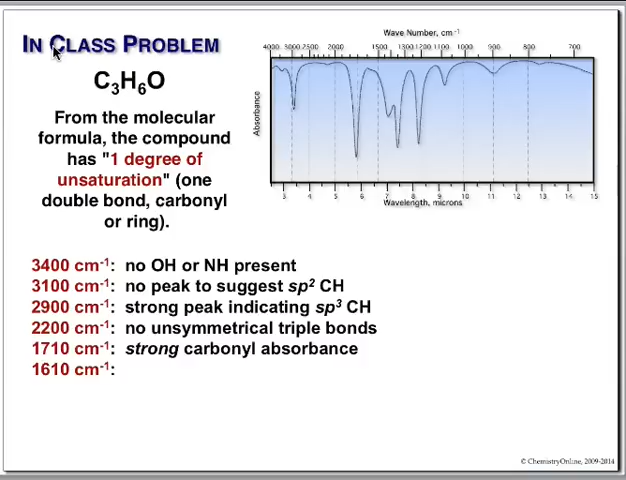 IN CLASS PROBLEM
C3H6O
From the molecular
formula, the compound
has "1 degree of
unsaturation" (one
double bond, carbonyl
or ring).
Wave Number, cm-1
4000 3000 2500 2000 1500 1300 1200 1100 1000 900 800 700
Absorbance
3 4 5 6 7 8 9 10 11 12 13 14 15
Wavelength, microns
3400 cm-1: no OH or NH present
3100 cm-1: no peak to suggest sp2 CH
2900 cm-1: strong peak indicating sp3 CH
2200 cm-1: no unsymmetrical triple bonds
1710 cm-1: strong carbonyl absorbance
1610 cm-1:
© ChemistryOnline, 2009-2014